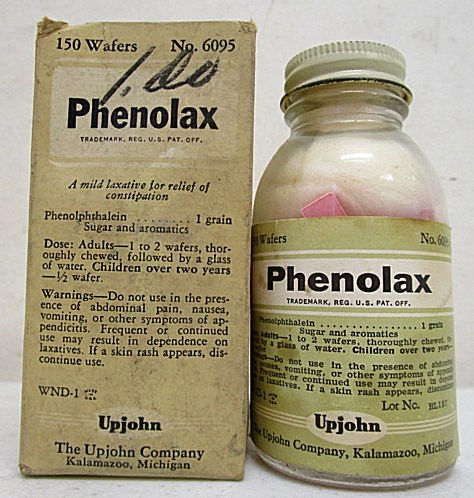 150 Wafers No. 6095
1.00
Phenolax
TRADEMARK, REG. U.S. PAT. OFF.
A mild laxative for relief of
constipation
Phenolphthalein ......... 1 grain
Sugar and aromatics
Dose: Adults—1 to 2 wafers, thor-
oughly chewed, followed by a glass
of water. Children over two years
—½ wafer.
Warnings—Do not use in the pres-
ence of abdominal pain, nausea,
vomiting, or other symptoms of ap-
pendicitis. Frequent or continued
use may result in dependence on
laxatives. If a skin rash appears, dis-
continue use.
WND-1
Upjohn
The Upjohn Company
Kalamazoo, Michigan
150 Wafers No. 6095
Phenolax
TRADEMARK, REG. U.S. PAT. OFF.
Phenolphthalein ................ 1 grain
Sugar and aromatics
Adults—1 to 2 wafers, thoroughly chewed,
by a glass of water. Children over two years—
Do not use in the presence of abdominal
nausea, vomiting, or other symptoms of
Frequent or continued use may result in
on laxatives. If a skin rash appears,
WND-1
Lot No.
Upjohn
The Upjohn Company, Kalamazoo, Michigan